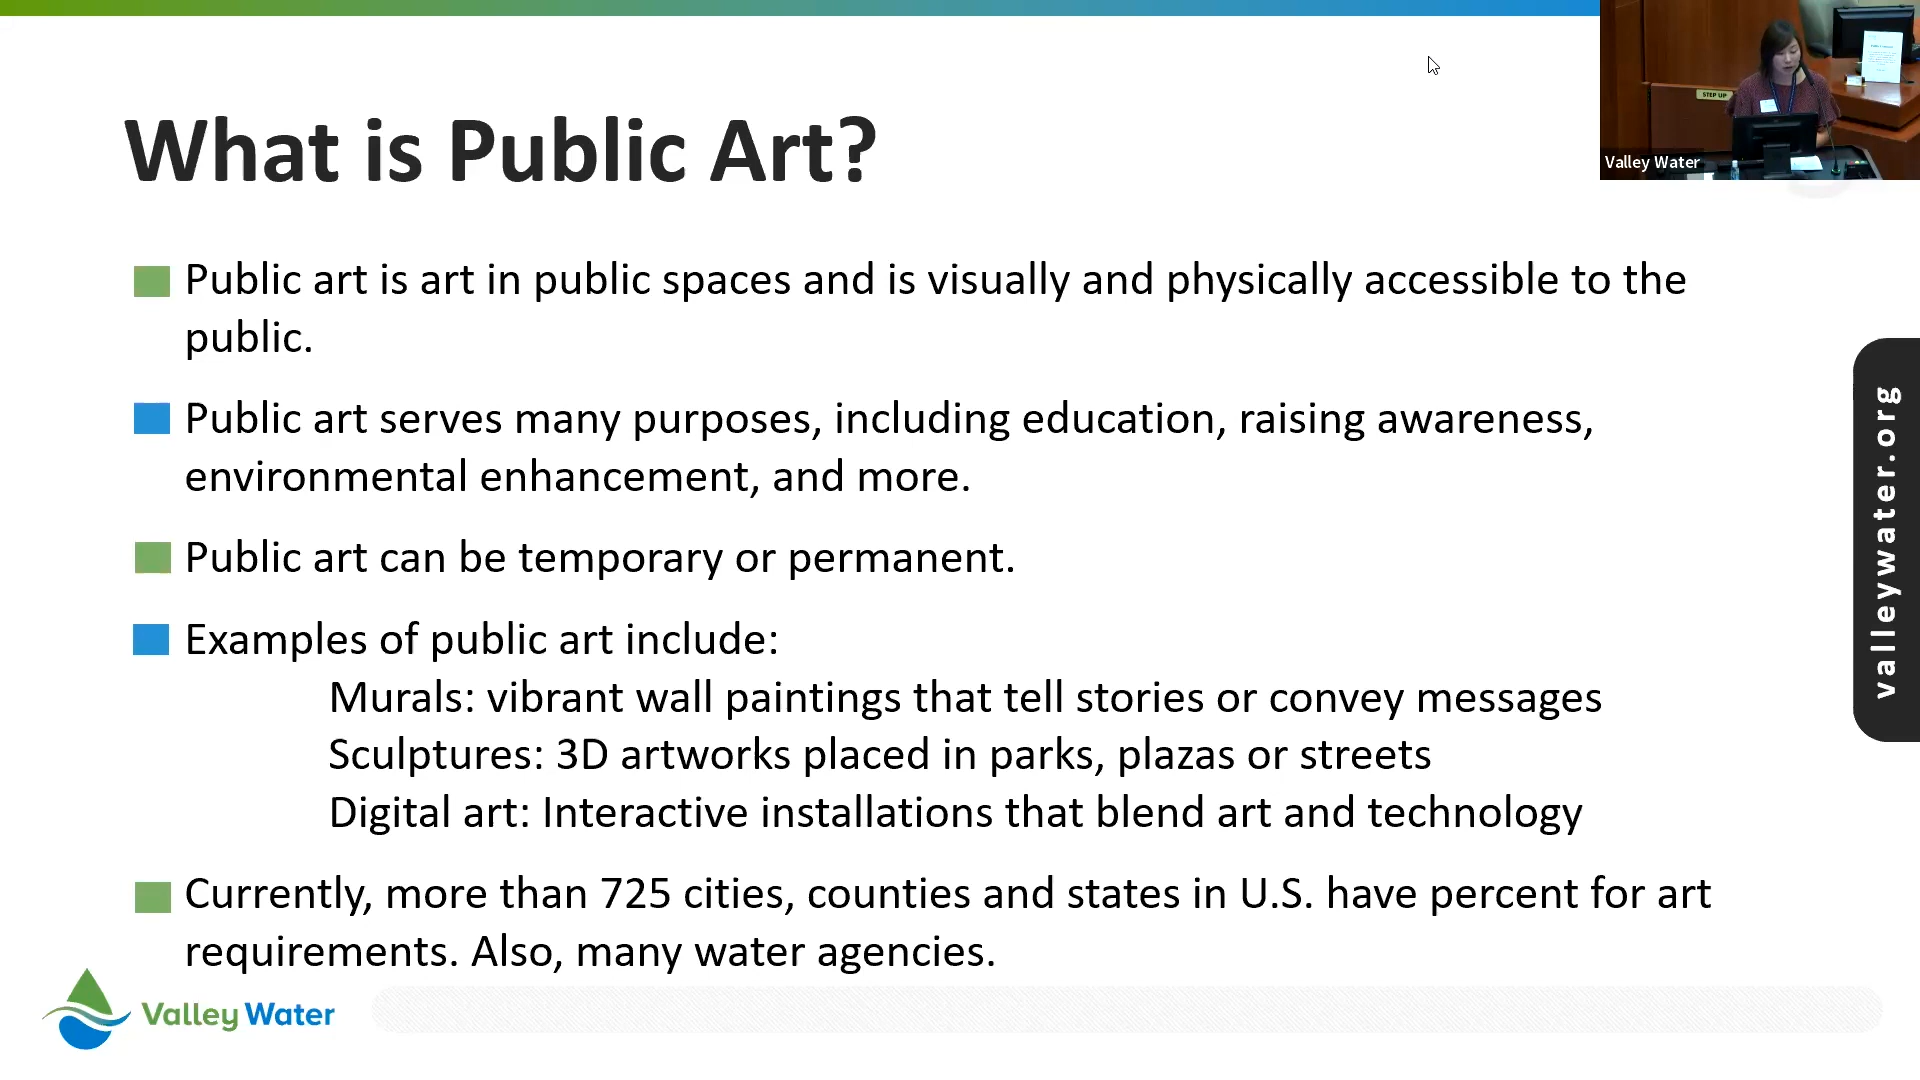 What is Public Art?
STEP UP
Valley Water
Public art is art in public spaces and is visually and physically accessible to the
public.
Public art serves many purposes, including education, raising awareness,
environmental enhancement, and more.
Public art can be temporary or permanent.
Examples of public art include:
Murals: vibrant wall paintings that tell stories or convey messages
Sculptures: 3D artworks placed in parks, plazas or streets
Digital art: Interactive installations that blend art and technology
Currently, more than 725 cities, counties and states in U.S. have percent for art
requirements. Also, many water agencies.
valleywater.org
Valley Water